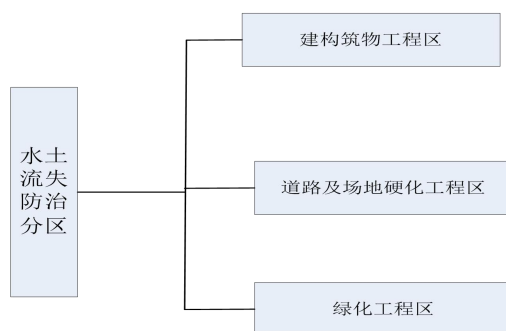 建构筑物工程区
水土
流失
防治
分区
道路及场地硬化工程区
绿化工程区